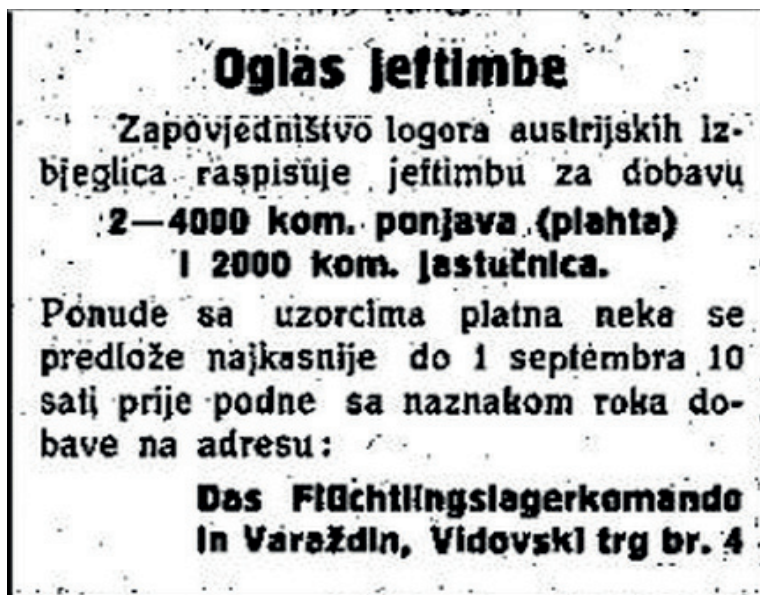 Oglas jeftimbe
Zapovjedništvo logora austrijskih iz-
bjeglica raspisuje jeftimbu za dobavu
2—4000 kom. ponjava (plahta)
i 2000 kom. jastučnica.
Ponude sa uzorcima platna neka se
predlože najkasnije do 1 septembra 10
sati prije podne sa naznakom roka do-
bave na adresu:
Das Flüchtlingslagerkomando
in Varaždin, Vidovski trg br. 4